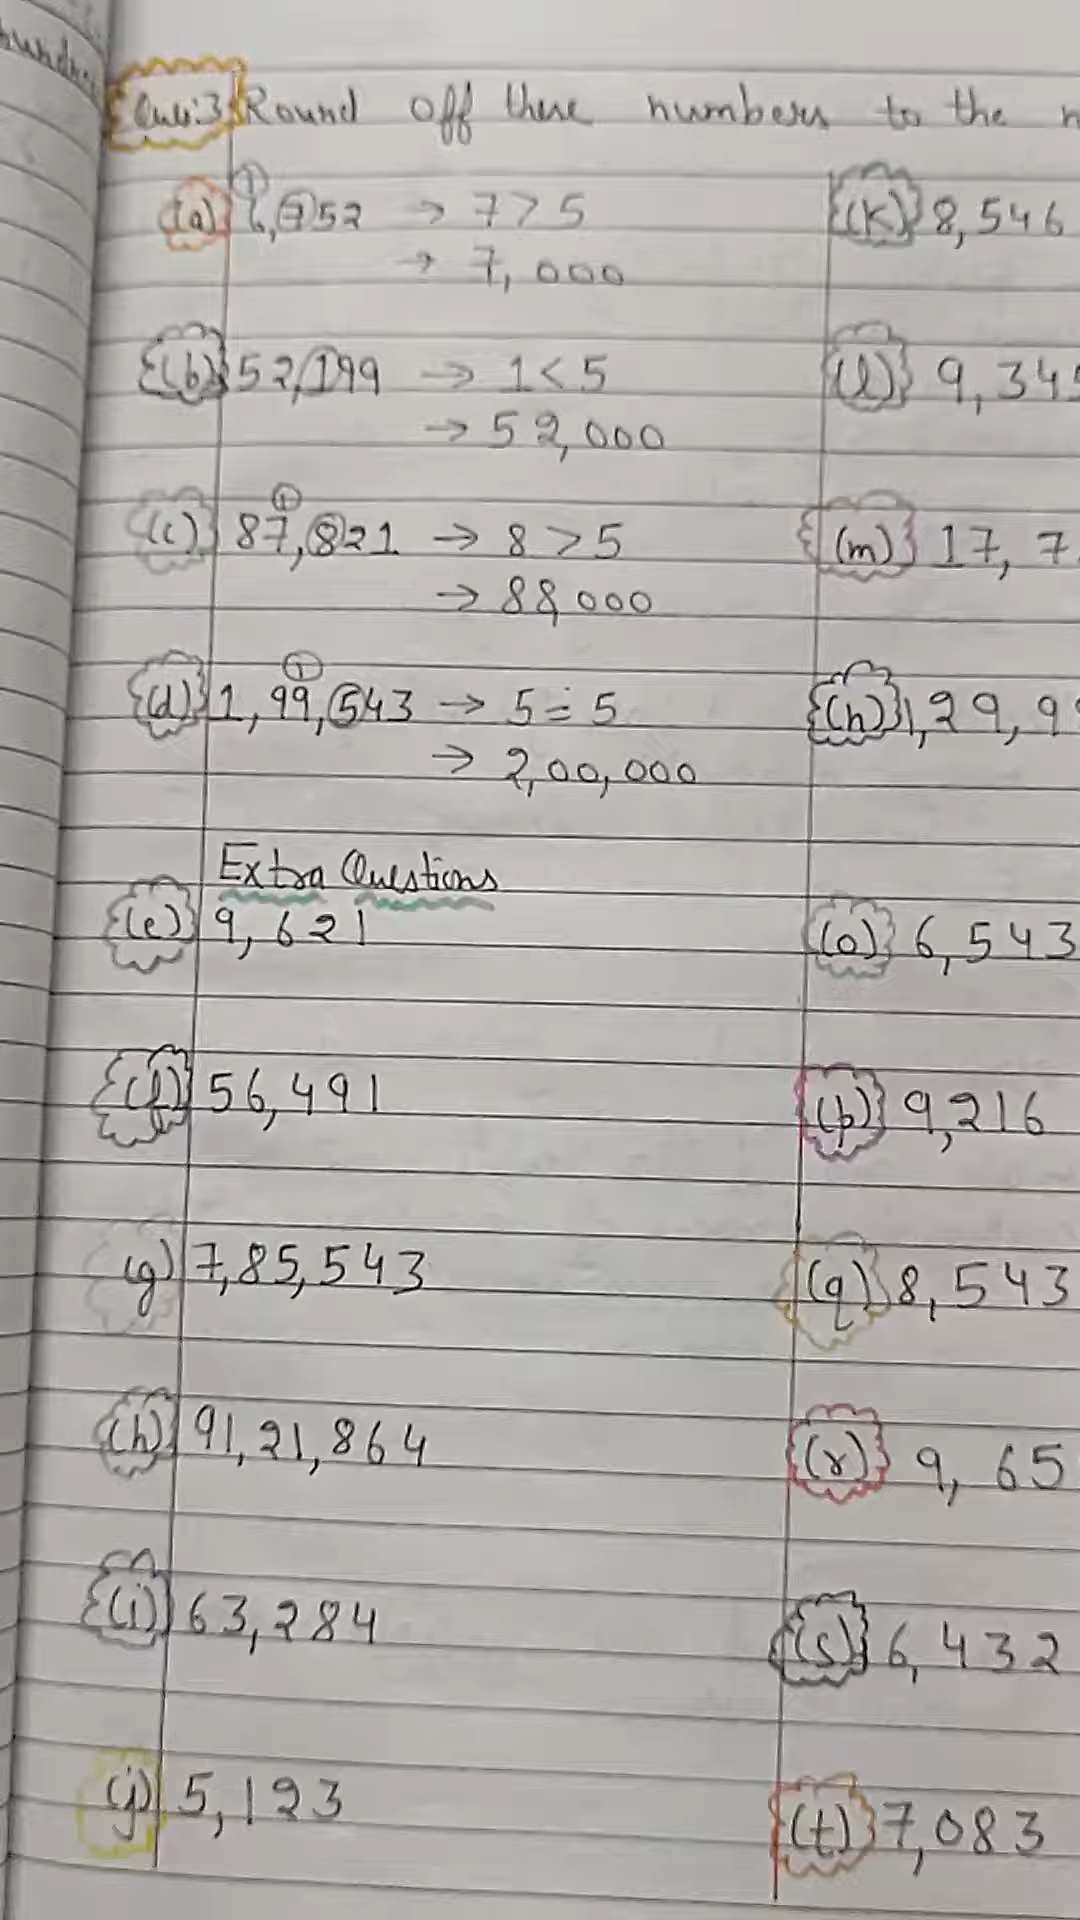 Ques:3 Round off these numbers to the
(a) 6,752 → 7 > 5
→ 7,000
(b) 52,199 → 1 < 5
→ 52,000
(c) 87,821 → 8 > 5
→ 88,000
(d) 1,99,543 → 5 = 5
→ 2,00,000
Extra Questions
(e) 9,621
(f) 56,491
(g) 7,85,543
(h) 91,21,864
(i) 63,284
(j) 5,123
(k) 8,546
(l) 9,345
(m) 17,7
(n) 1,29,9
(o) 6,543
(p) 9,216
(q) 8,543
(r) 9,65
(s) 6,432
(t) 7,083